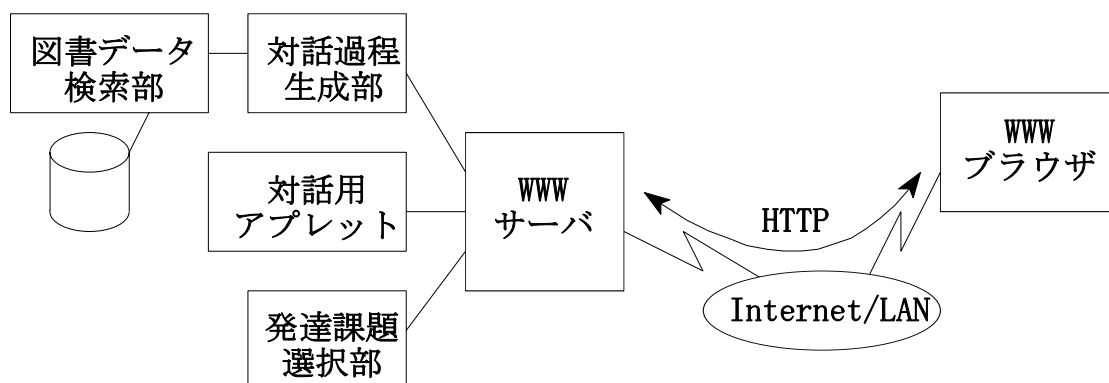 図書データ
検索部
対話過程
生成部
対話用
アプレット
発達課題
選択部
WWW
サーバ
HTTP
Internet/LAN
WWW
ブラウザ